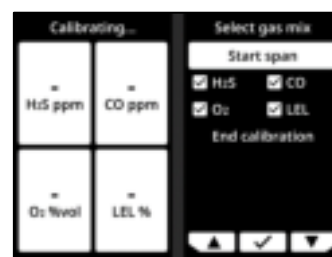 Calibrating...
-
H₂S ppm
-
CO ppm
-
O₂ %vol
-
LEL %
Select gas mix
Start span
H₂S
CO
O₂
LEL
End calibration